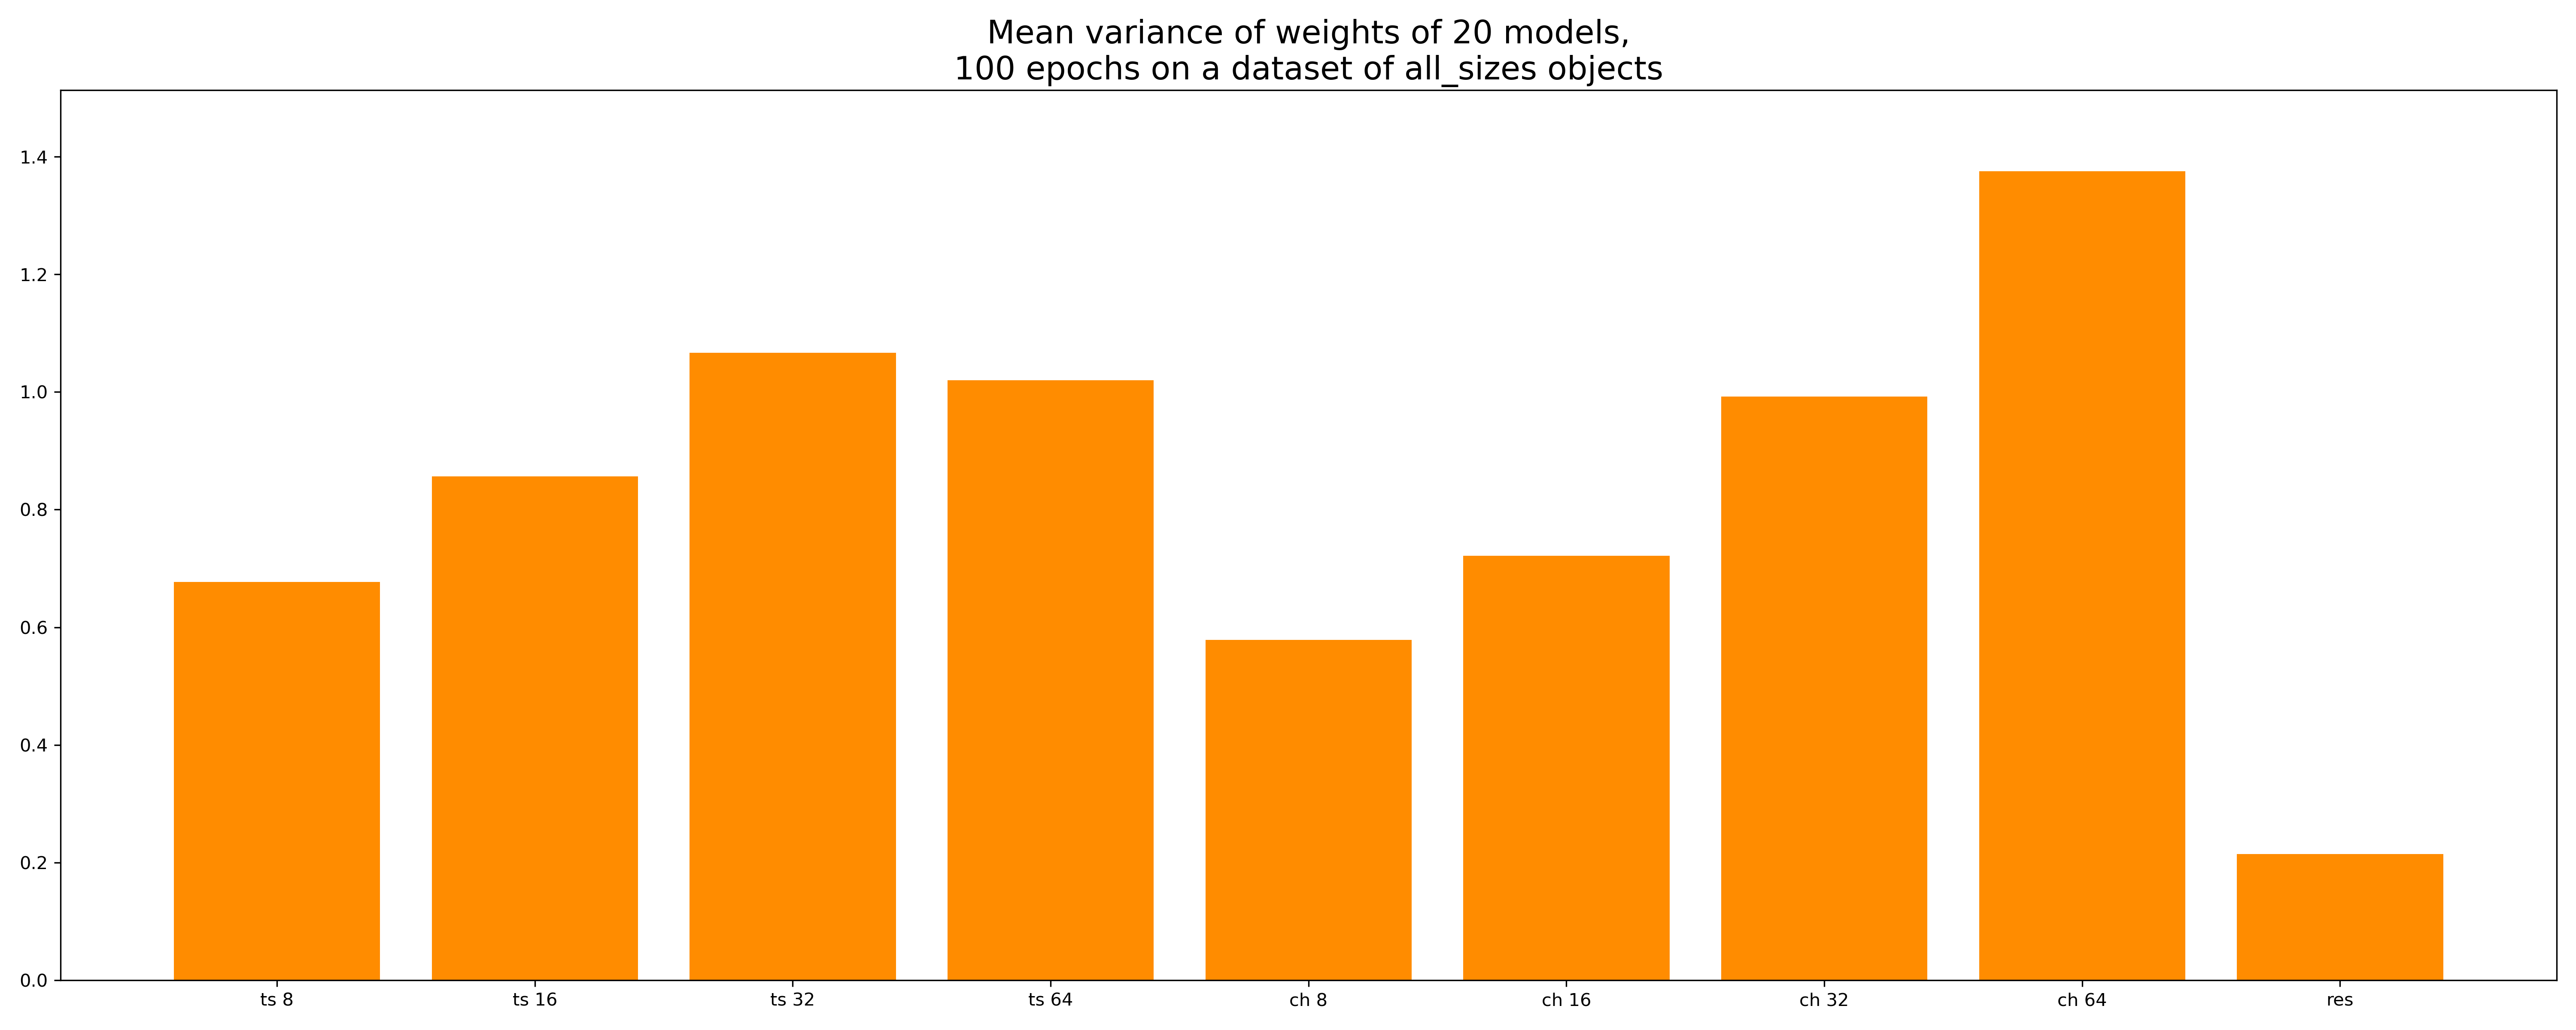 Mean variance of weights of 20 models,
100 epochs on a dataset of all_sizes objects
1.4
1.2
1.0
0.8
0.6
0.4
0.2
0.0
ts 8 ts 16 ts 32 ts 64 ch 8 ch 16 ch 32 ch 64 res